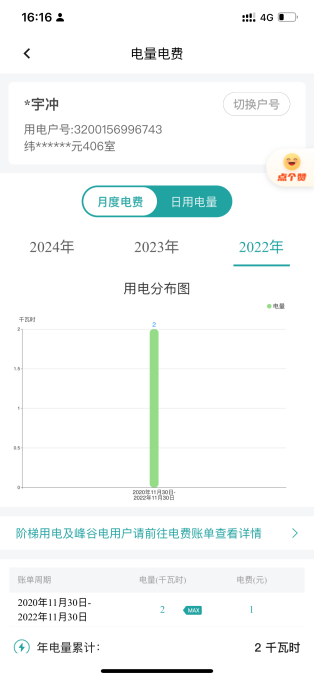 16:16
4G
电量电费
*宇冲
切换户号
用电户号:3200156996743
纬******元406室
点个赞
月度电费
日用电量
2024年
2023年
2022年
用电分布图
电量
千瓦时
2
2
1.5
1
0.5
0
2020年11月30日-
2022年11月30日
阶梯用电及峰谷电用户请前往电费账单查看详情
账单周期 电量(千瓦时) 电费(元)
2020年11月30日-
2022年11月30日
2 MAX 1
年电量累计: 2 千瓦时